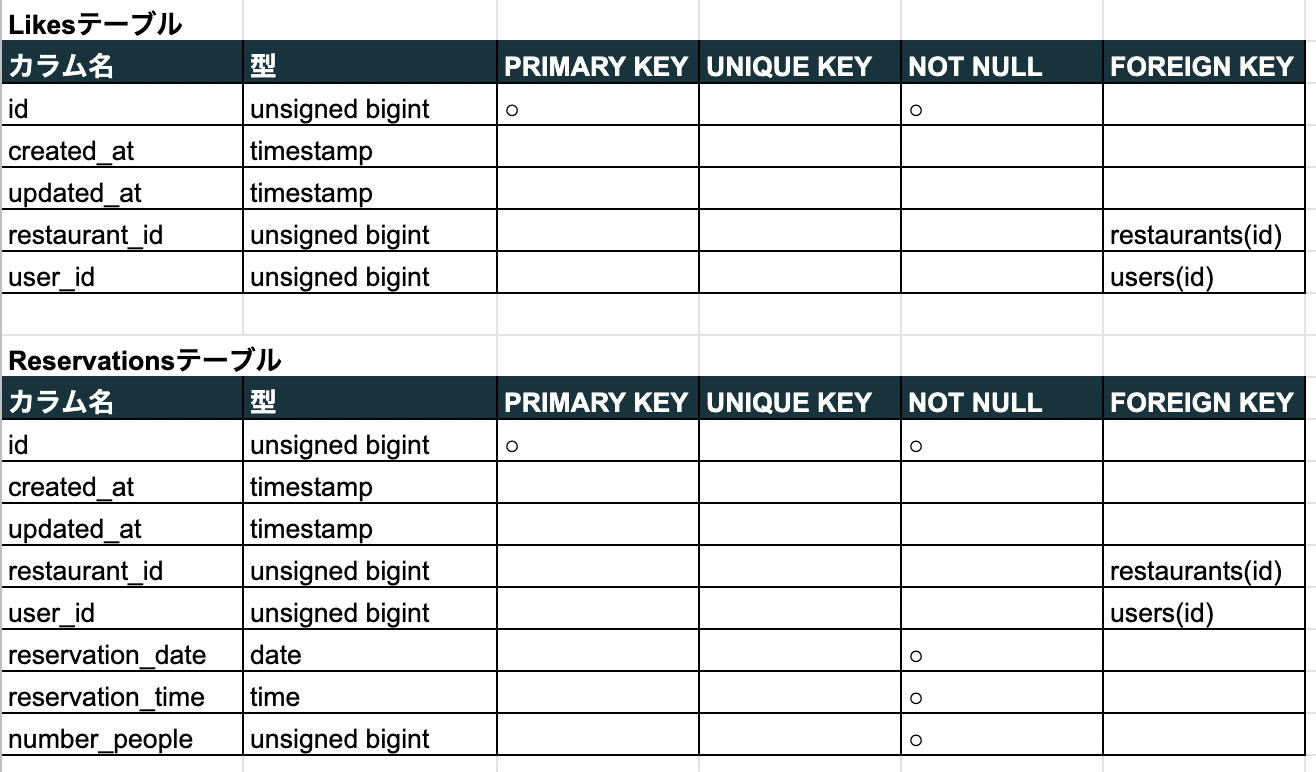 Likesテーブル
カラム名 型 PRIMARY KEY UNIQUE KEY NOT NULL FOREIGN KEY
id unsigned bigint ○ ○
created_at timestamp
updated_at timestamp
restaurant_id unsigned bigint restaurants(id)
user_id unsigned bigint users(id)
Reservationsテーブル
カラム名 型 PRIMARY KEY UNIQUE KEY NOT NULL FOREIGN KEY
id unsigned bigint ○ ○
created_at timestamp
updated_at timestamp
restaurant_id unsigned bigint restaurants(id)
user_id unsigned bigint users(id)
reservation_date date ○
reservation_time time ○
number_people unsigned bigint ○